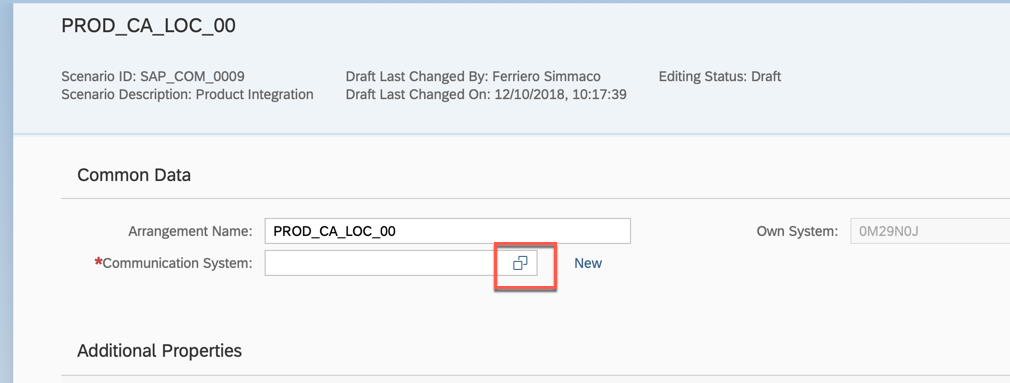 PROD_CA_LOC_00
Scenario ID: SAP_COM_0009 Draft Last Changed By: Ferriero Simmaco Editing Status: Draft
Scenario Description: Product Integration Draft Last Changed On: 12/10/2018, 10:17:39
Common Data
Arrangement Name: PROD_CA_LOC_00 Own System: 0M29N0J
*Communication System: New
Additional Properties